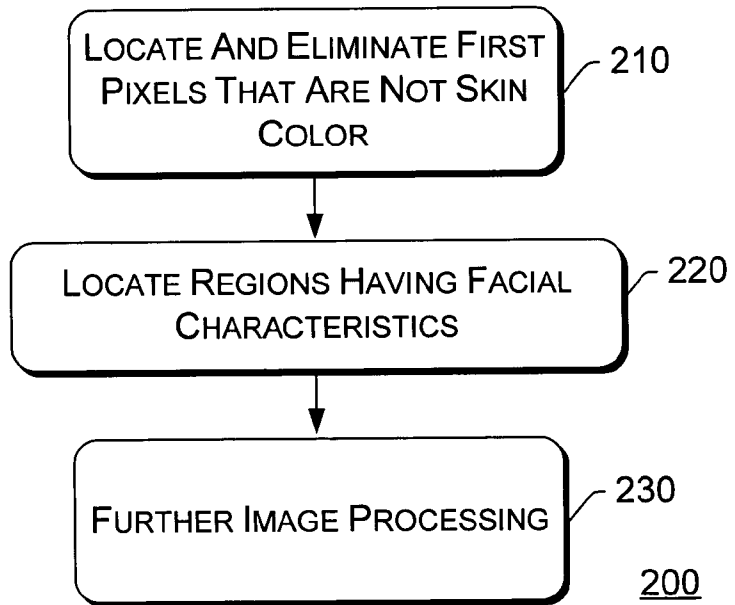 LOCATE AND ELIMINATE FIRST
PIXELS THAT ARE NOT SKIN
COLOR
210
LOCATE REGIONS HAVING FACIAL
CHARACTERISTICS
220
FURTHER IMAGE PROCESSING
230
200